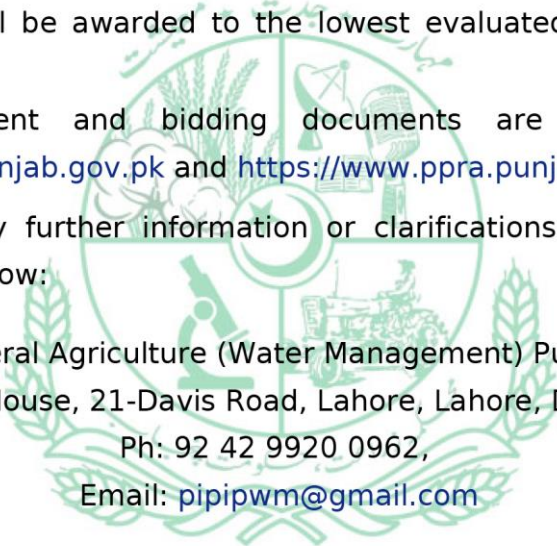 l be awarded to the lowest evaluated
ent and bidding documents are
njab.gov.pk and https://www.ppra.punj
y further information or clarifications
ow:
eral Agriculture (Water Management) Pu
House, 21-Davis Road, Lahore, Lahore,
Ph: 92 42 9920 0962,
Email: pipipwm@gmail.com